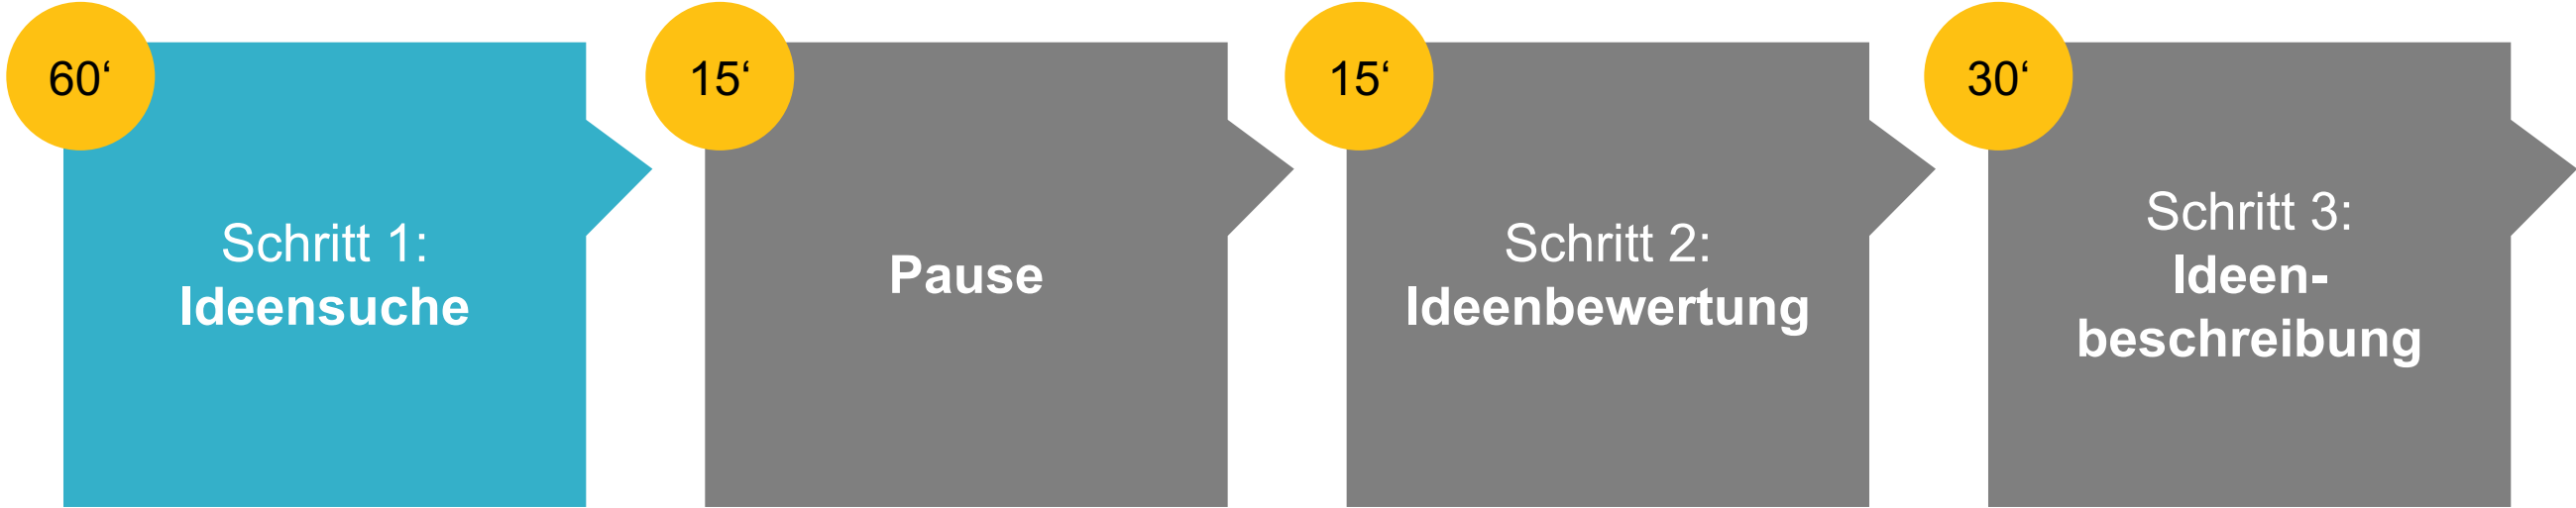 60‘
Schritt 1:
Ideensuche
15‘
Pause
15‘
Schritt 2:
Ideenbewertung
30‘
Schritt 3:
Ideen-
beschreibung